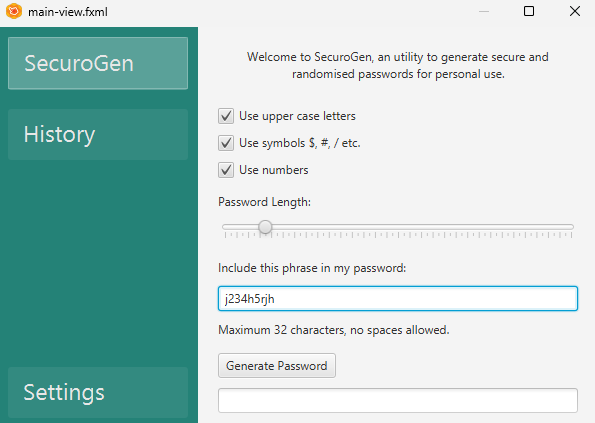 main-view.fxml
SecuroGen
History
Settings
Welcome to SecuroGen, an utility to generate secure and
randomised passwords for personal use.
Use upper case letters
Use symbols $, #, / etc.
Use numbers
Password Length:
Include this phrase in my password:
j234h5rjh
Maximum 32 characters, no spaces allowed.
Generate Password